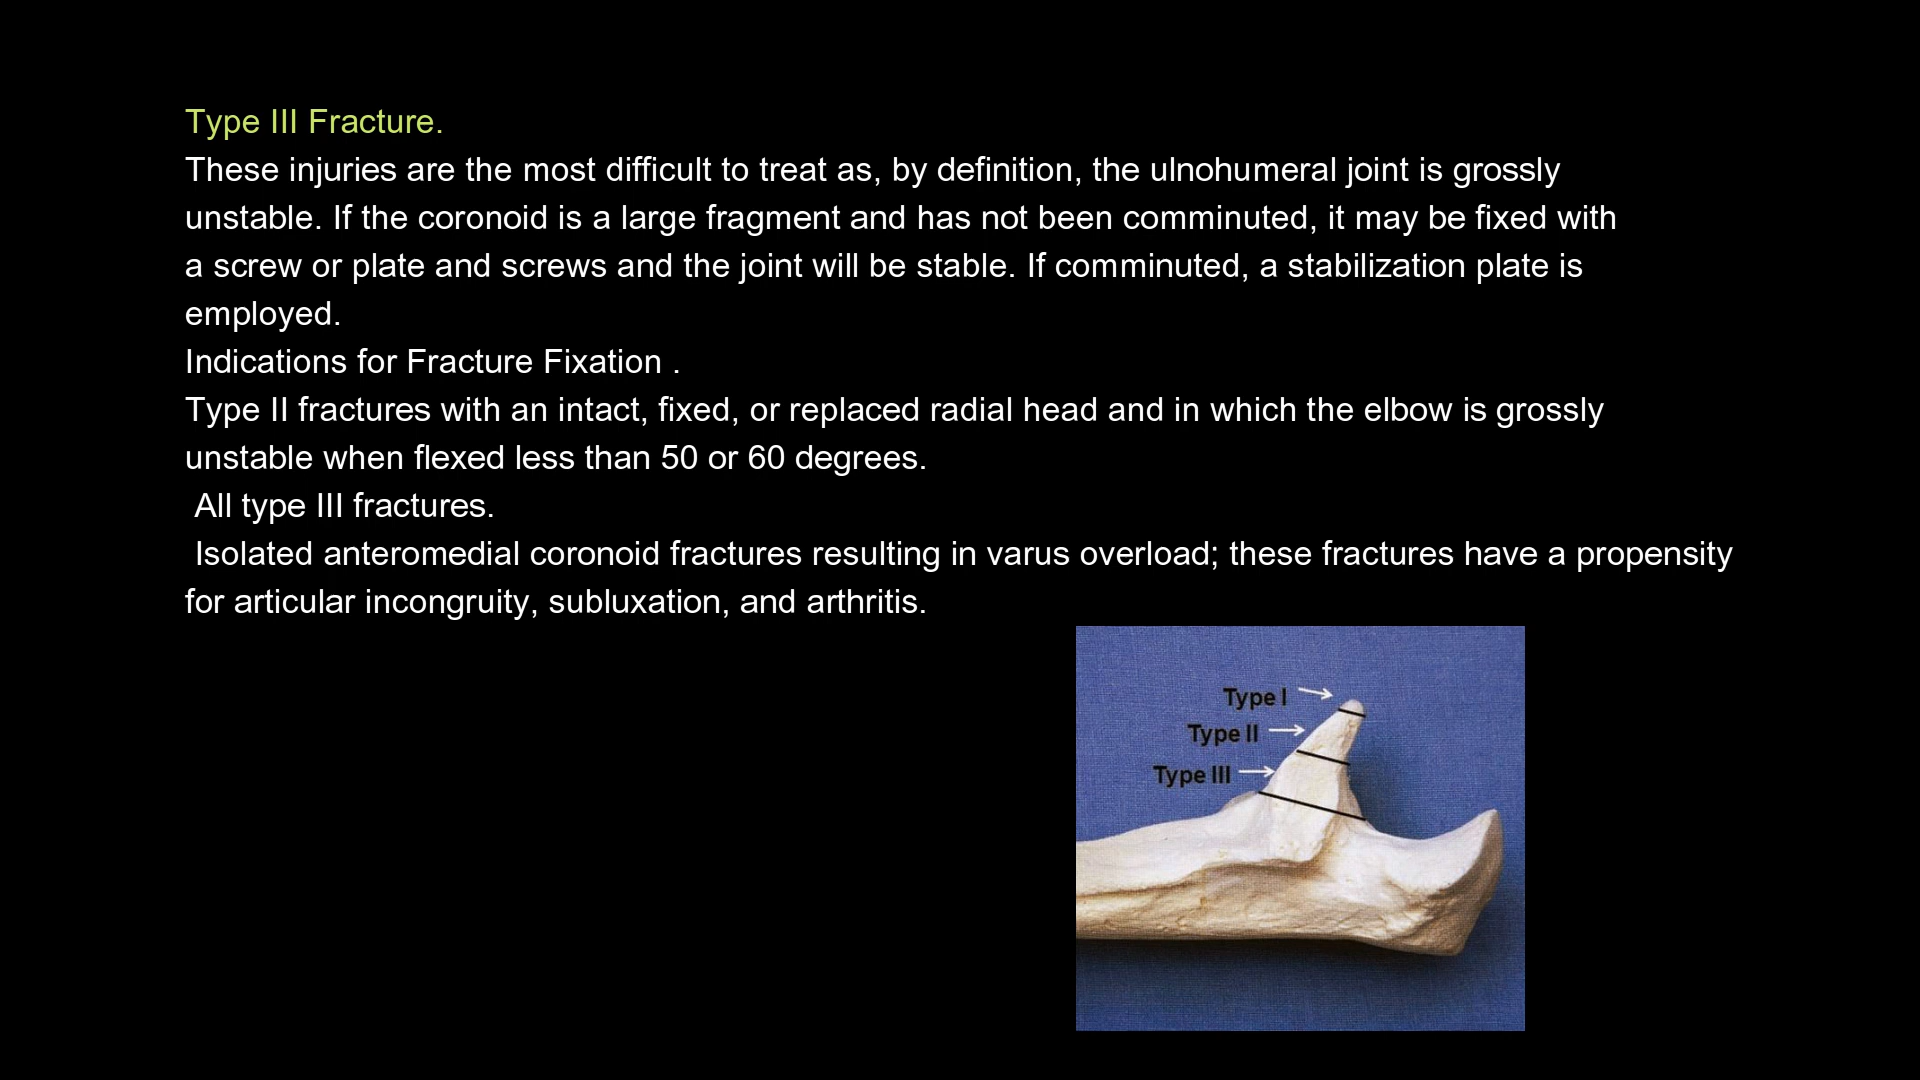 Type III Fracture.
These injuries are the most difficult to treat as, by definition, the ulnohumeral joint is grossly
unstable. If the coronoid is a large fragment and has not been comminuted, it may be fixed with
a screw or plate and screws and the joint will be stable. If comminuted, a stabilization plate is
employed.
Indications for Fracture Fixation .
Type II fractures with an intact, fixed, or replaced radial head and in which the elbow is grossly
unstable when flexed less than 50 or 60 degrees.
All type III fractures.
Isolated anteromedial coronoid fractures resulting in varus overload; these fractures have a propensity
for articular incongruity, subluxation, and arthritis.
Type I
Type II
Type III